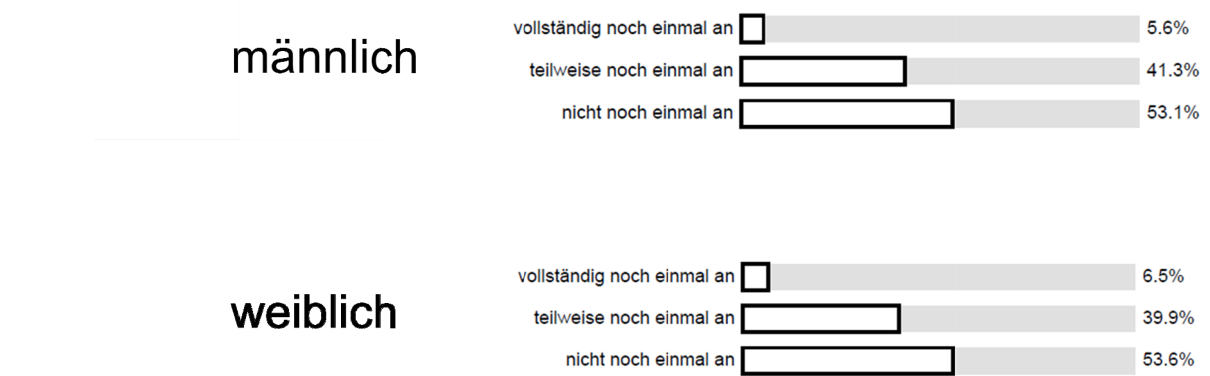 vollständig noch einmal an 5.6%
männlich
teilweise noch einmal an 41.3%
nicht noch einmal an 53.1%
vollständig noch einmal an 6.5%
weiblich
teilweise noch einmal an 39.9%
nicht noch einmal an 53.6%